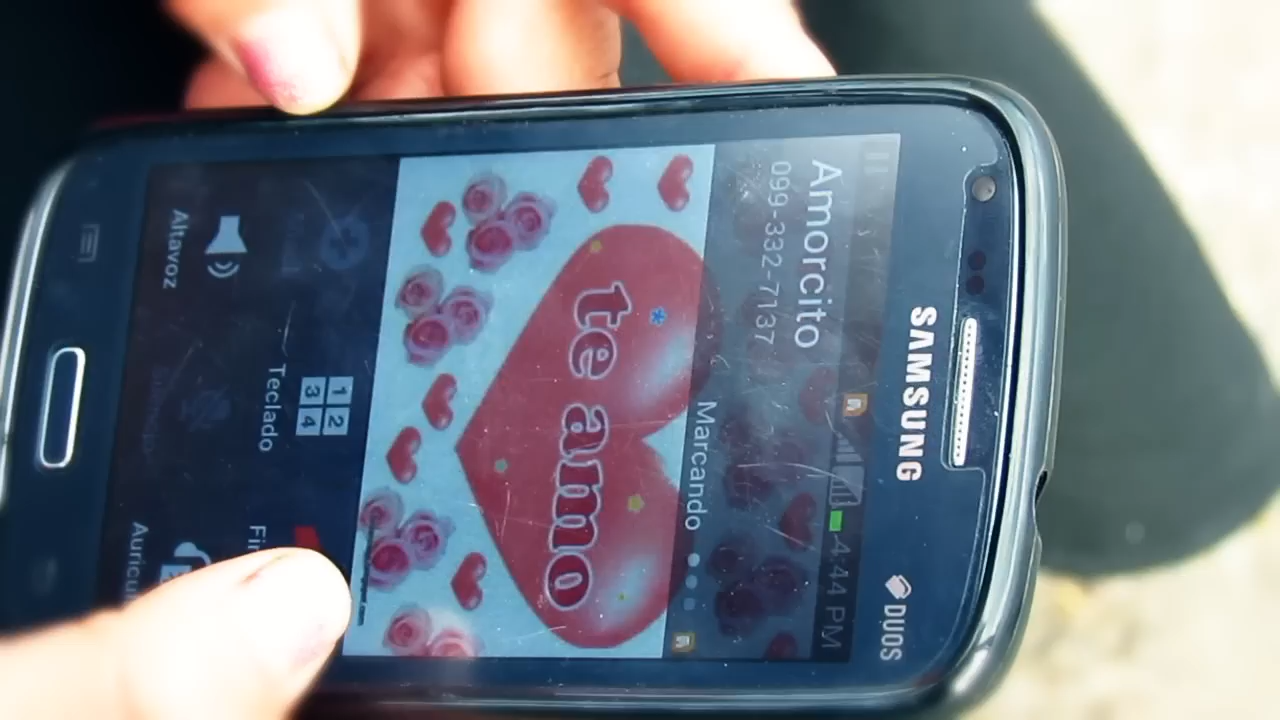 SAMSUNG
DUOS
4:44 PM
Amorcito
099-332-7137
Marcando
te amo
1 2
3 4
Teclado
Altavoz